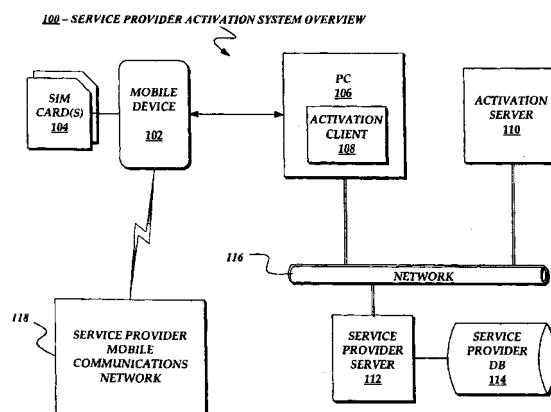 100 – SERVICE PROVIDER ACTIVATION SYSTEM OVERVIEW
SIM
CARD(S)
104
MOBILE
DEVICE
102
PC
106
ACTIVATION
CLIENT
108
ACTIVATION
SERVER
110
116
NETWORK
118
SERVICE PROVIDER
MOBILE
COMMUNICATIONS
NETWORK
SERVICE
PROVIDER
SERVER
112
SERVICE
PROVIDER
DB
114